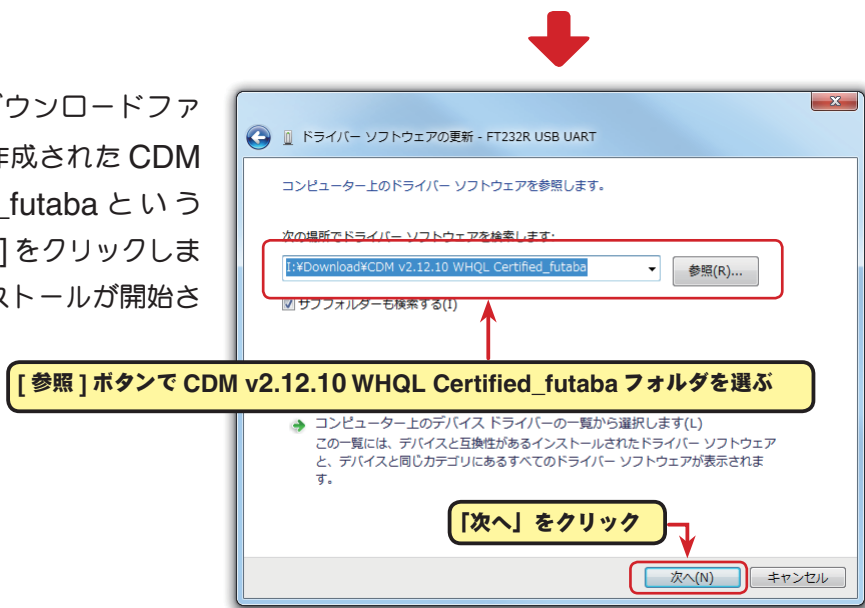 ウンロードファ
作成された CDM
_futaba という
] をクリックしま
ストールが開始さ
ドライバー ソフトウェアの更新 - FT232R USB UART
コンピューター上のドライバー ソフトウェアを参照します。
次の場所でドライバー ソフトウェアを検索します:
I:¥Download¥CDM v2.12.10 WHQL Certified_futaba
参照(R)...
サブフォルダーも検索する(I)
[ 参照 ] ボタンで CDM v2.12.10 WHQL Certified_futaba フォルダを選ぶ
コンピューター上のデバイス ドライバーの一覧から選択します(L)
この一覧には、デバイスと互換性があるインストールされたドライバー ソフトウェア
と、デバイスと同じカテゴリにあるすべてのドライバー ソフトウェアが表示されま
す。
「次へ」をクリック
次へ(N)
キャンセル